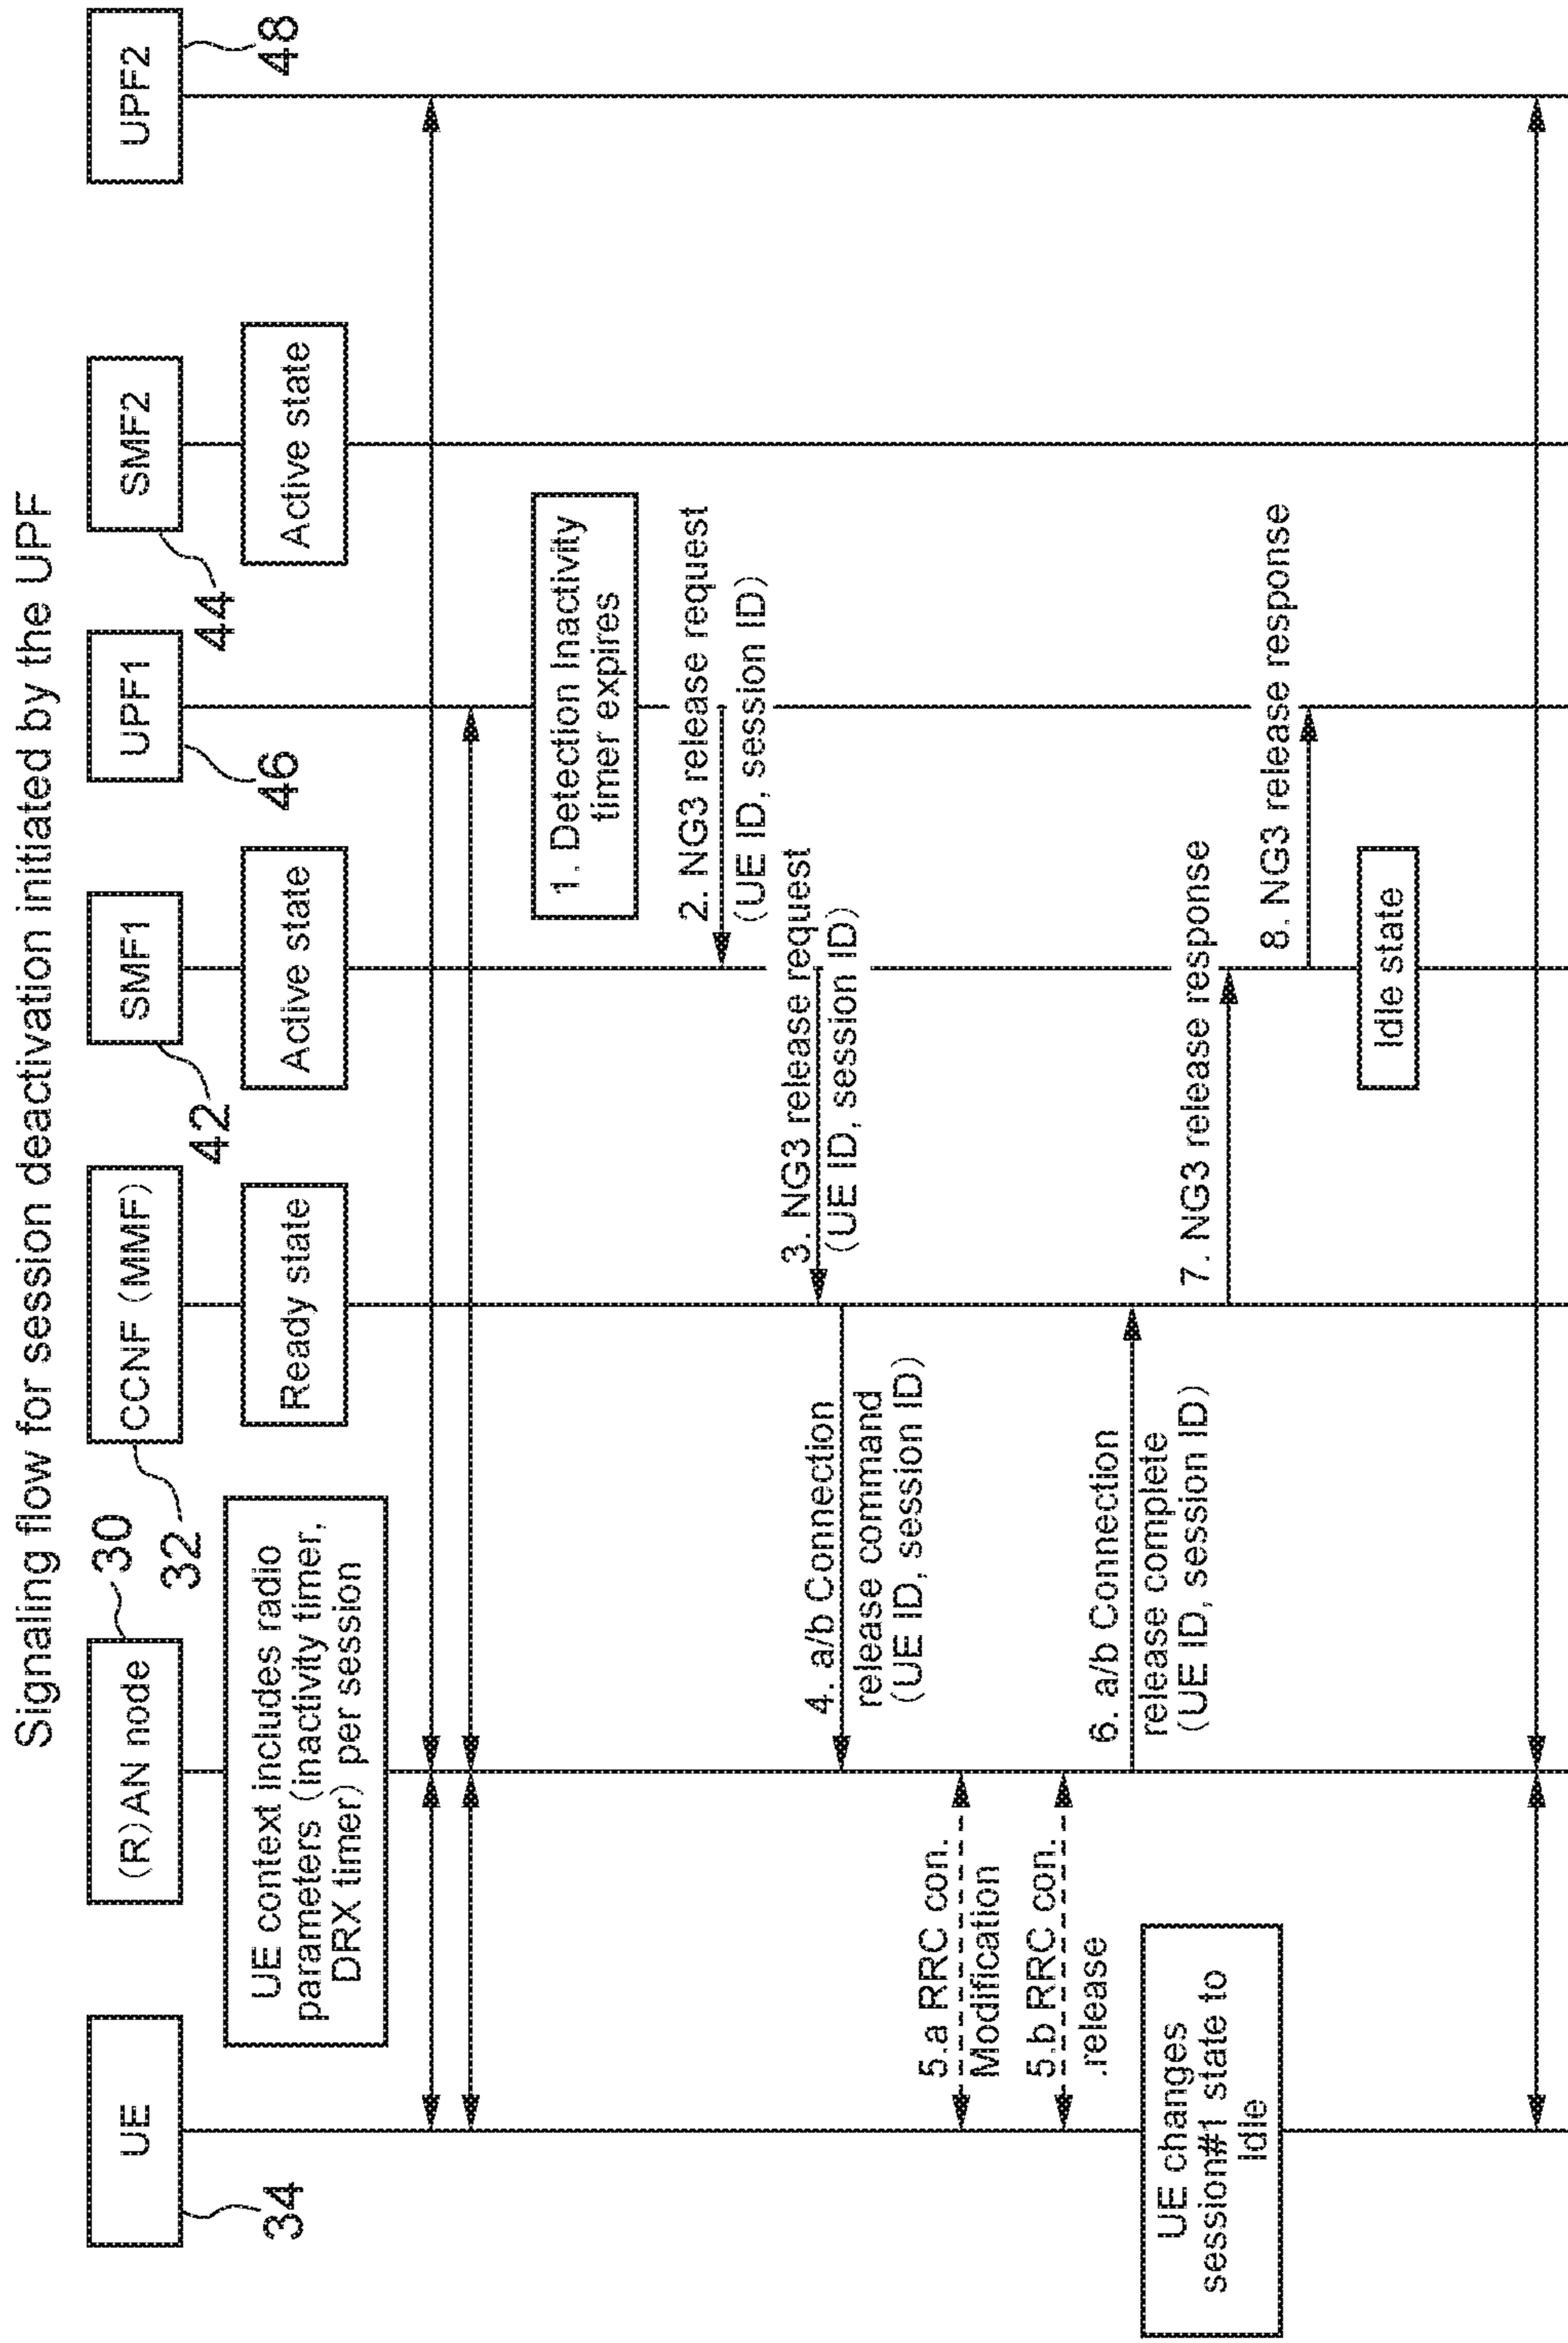 Signaling flow for session deactivation initiated by the UPF
UE
(R)AN node
CCNF (MMF)
SMF1
UPF1
SMF2
UPF2
34
30
32
42
46
44
48
UE context includes radio
parameters (inactivity timer,
DRX timer) per session
Ready state
Active state
Active state
1. Detection Inactivity
timer expires
2. NG3 release request
(UE ID, session ID)
3. NG3 release request
(UE ID, session ID)
4. a/b Connection
release command
(UE ID, session ID)
5.a RRC con.
Modification
5.b RRC con.
.release
6. a/b Connection
release complete
(UE ID, session ID)
UE changes
session#1 state to
Idle
7. NG3 release response
8. NG3 release response
Idle state